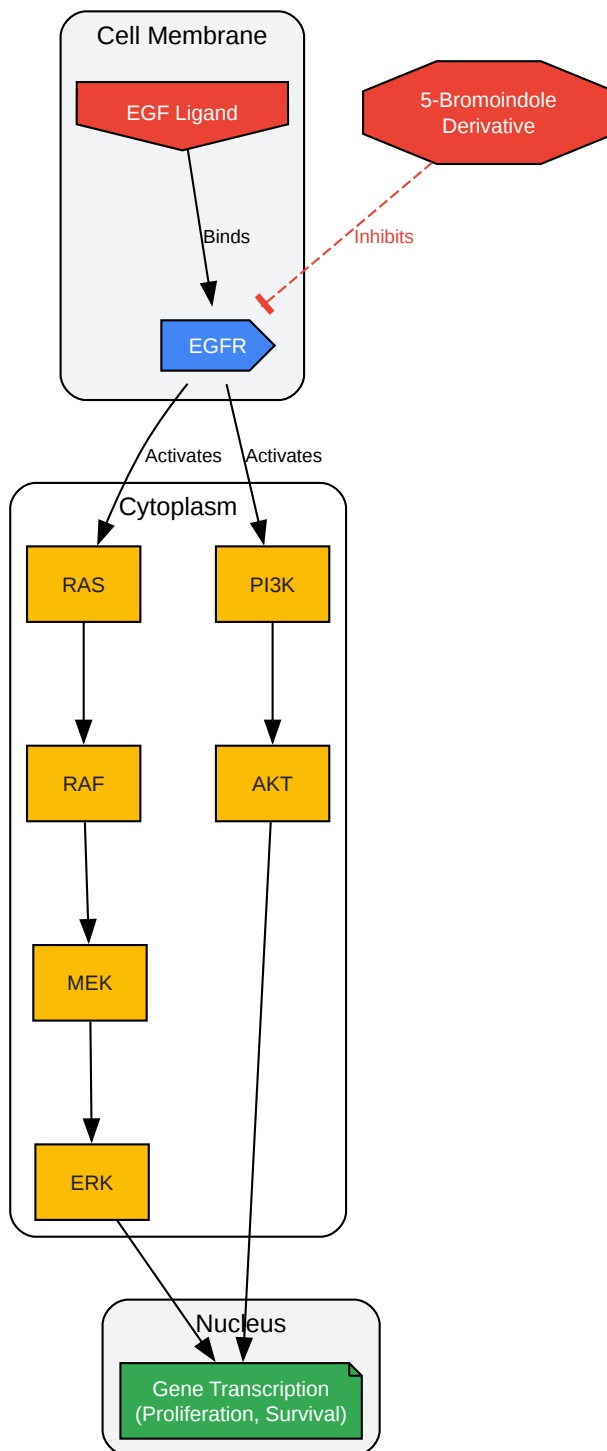 Cell Membrane
EGF Ligand
5-Bromoindole
Derivative
Binds
Inhibits
EGFR
Activates
Activates
Cytoplasm
RAS
PI3K
RAF
AKT
MEK
ERK
Nucleus
Gene Transcription
(Proliferation, Survival)